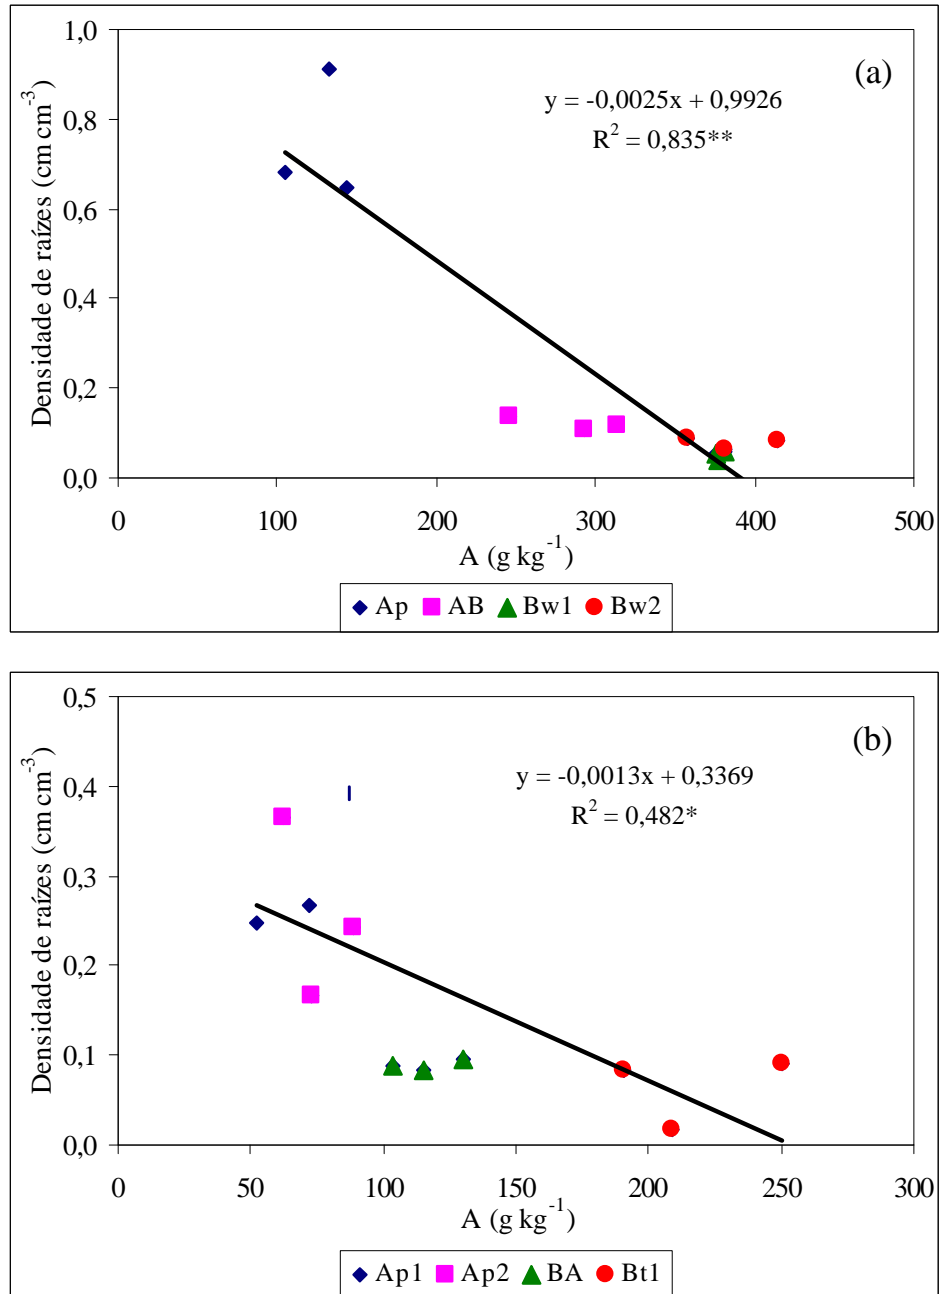 (a)
y = -0,0025x + 0,9926
R² = 0,835**
Densidade de raízes (cm cm⁻³)
1,0
0,8
0,6
0,4
0,2
0,0
0 100 200 300 400 500
A (g kg⁻¹)
Ap AB Bw1 Bw2
(b)
y = -0,0013x + 0,3369
R² = 0,482*
Densidade de raízes (cm cm⁻³)
0,5
0,4
0,3
0,2
0,1
0,0
0 50 100 150 200 250 300
A (g kg⁻¹)
Ap1 Ap2 BA Bt1